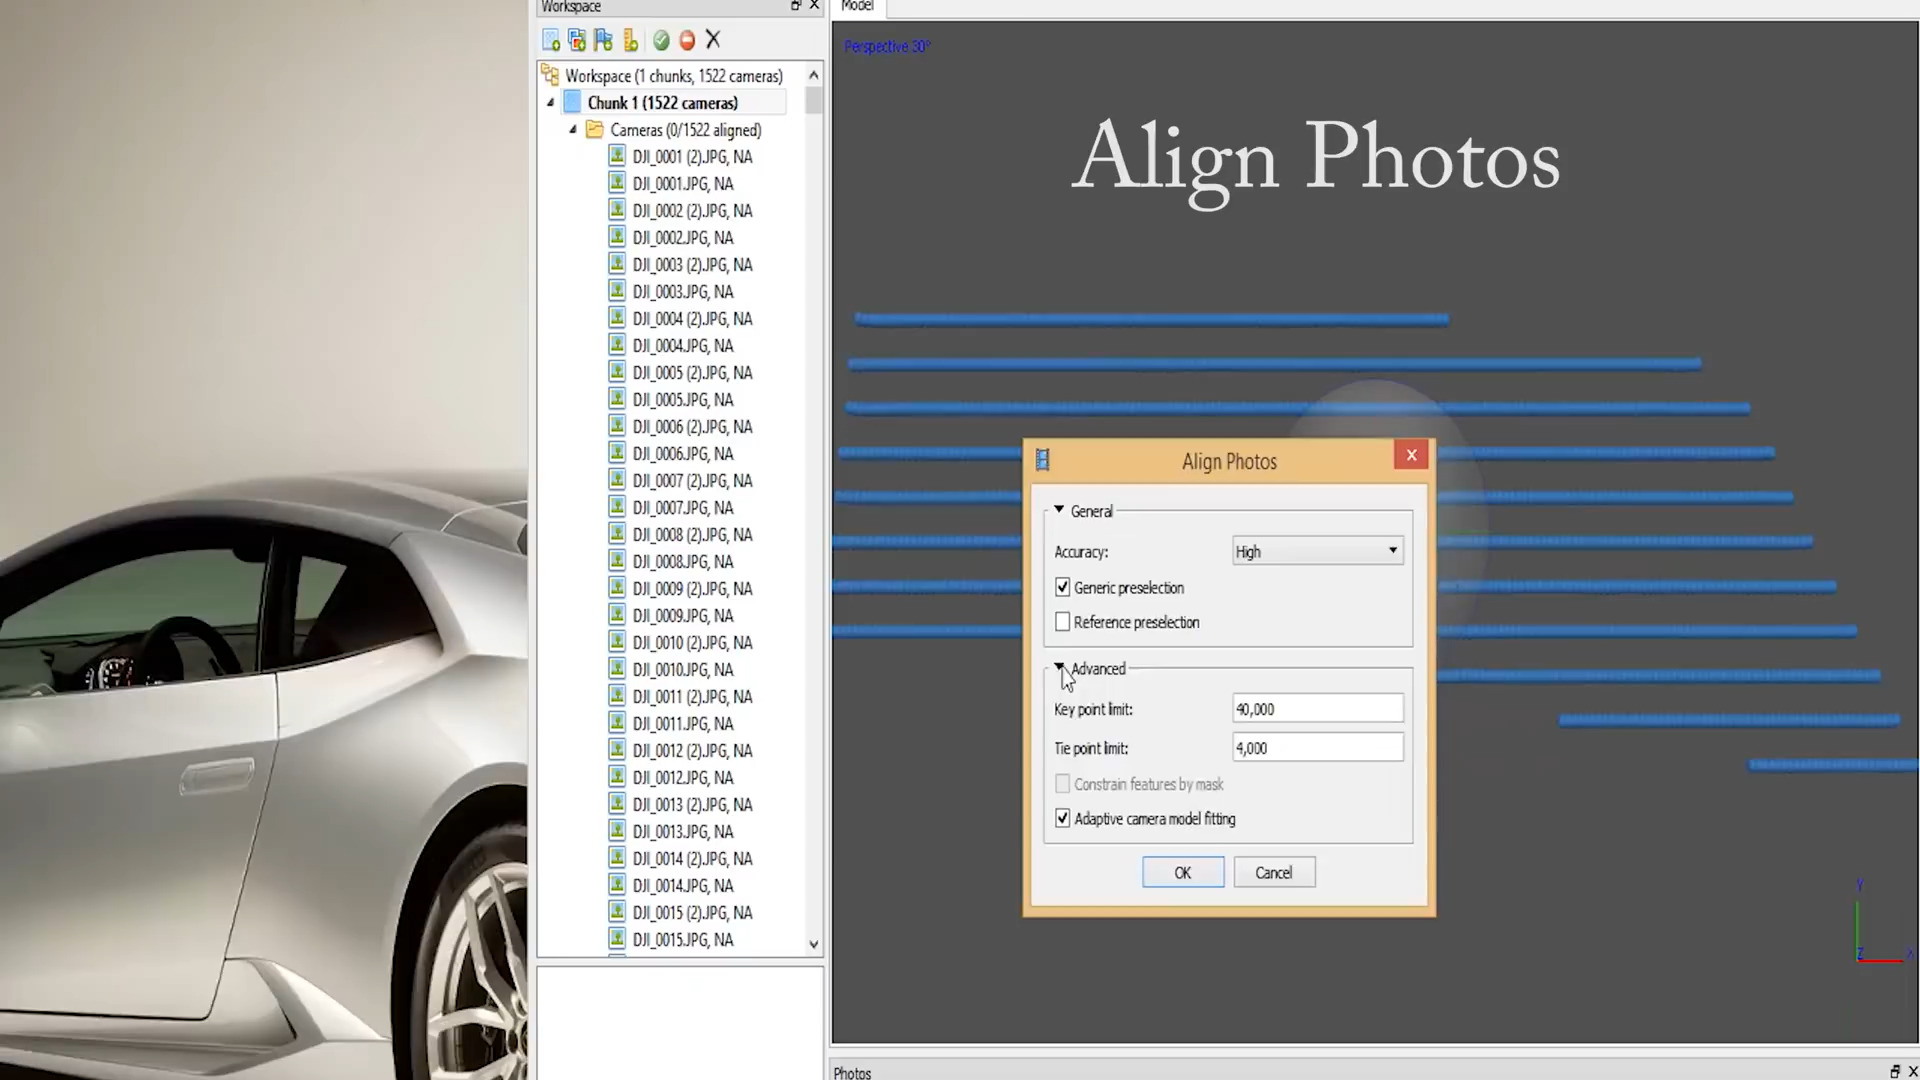 Workspace
Workspace (1 chunks, 1522 cameras)
Chunk 1 (1522 cameras)
Cameras (0/1522 aligned)
DJI_0001 (2).JPG, NA
DJI_0001.JPG, NA
DJI_0002 (2).JPG, NA
DJI_0002.JPG, NA
DJI_0003 (2).JPG, NA
DJI_0003.JPG, NA
DJI_0004 (2).JPG, NA
DJI_0004.JPG, NA
DJI_0005 (2).JPG, NA
DJI_0005.JPG, NA
DJI_0006 (2).JPG, NA
DJI_0006.JPG, NA
DJI_0007 (2).JPG, NA
DJI_0007.JPG, NA
DJI_0008 (2).JPG, NA
DJI_0008.JPG, NA
DJI_0009 (2).JPG, NA
DJI_0009.JPG, NA
DJI_0010 (2).JPG, NA
DJI_0010.JPG, NA
DJI_0011 (2).JPG, NA
DJI_0011.JPG, NA
DJI_0012 (2).JPG, NA
DJI_0012.JPG, NA
DJI_0013 (2).JPG, NA
DJI_0013.JPG, NA
DJI_0014 (2).JPG, NA
DJI_0014.JPG, NA
DJI_0015 (2).JPG, NA
DJI_0015.JPG, NA
Model
Perspective 30°
Align Photos
Align Photos
General
Accuracy: High
Generic preselection
Reference preselection
Advanced
Key point limit: 40,000
Tie point limit: 4,000
Constrain features by mask
Adaptive camera model fitting
OK Cancel
Y
Z X
Photos